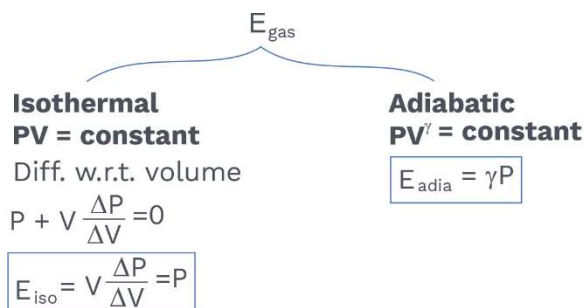 E_gas
Isothermal
PV = constant
Diff. w.r.t. volume
P + V ΔP/ΔV =0
E_iso = V ΔP/ΔV =P
Adiabatic
PV^γ = constant
E_adia = γP